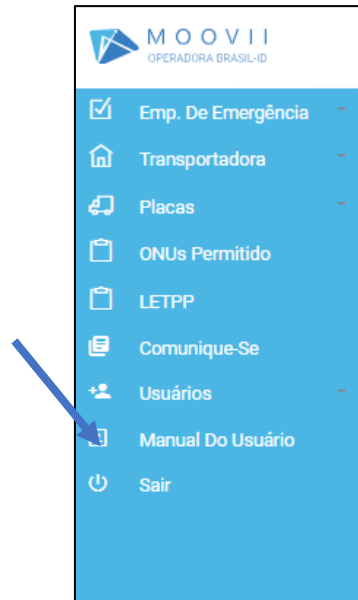 MOOVII
OPERADORA BRASIL-ID
Emp. De Emergência
Transportadora
Placas
ONUs Permitido
LETPP
Comunique-Se
Usuários
Manual Do Usuário
Sair